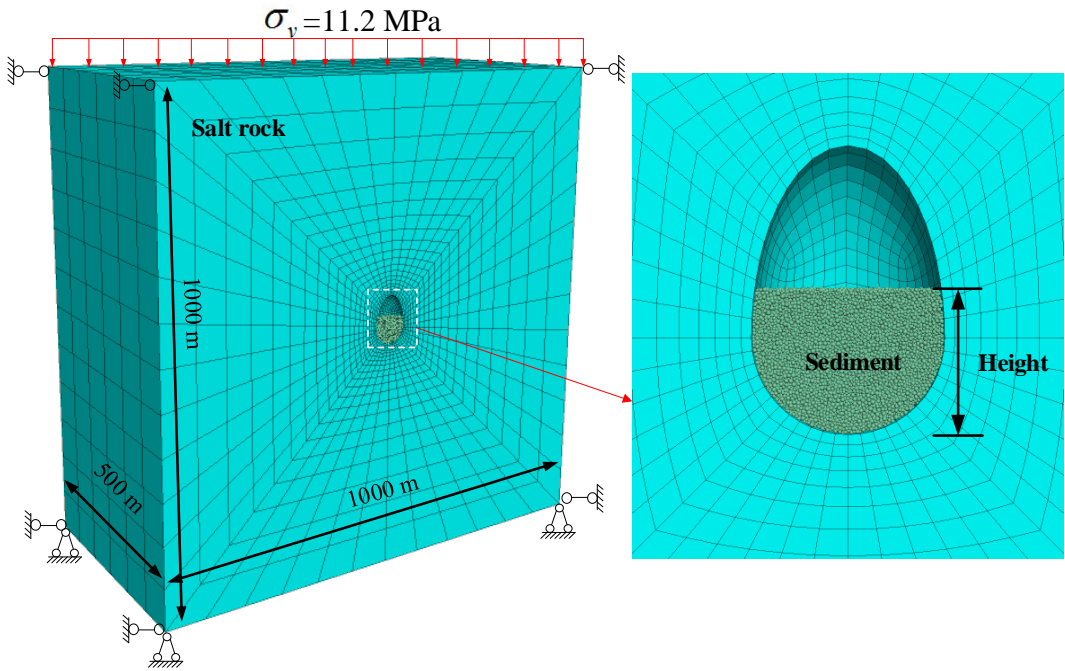 σv=11.2 MPa
Salt rock
1000 m
500 m
1000 m
Sediment
Height